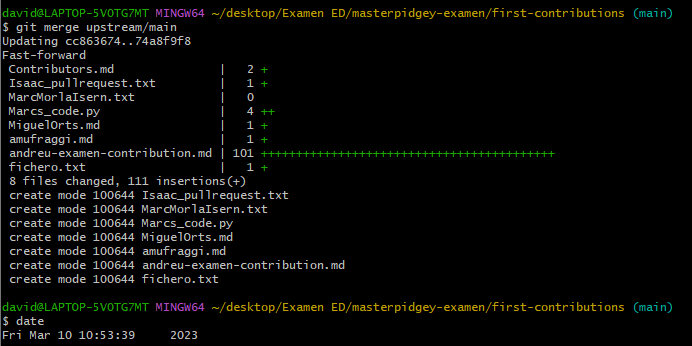 david@LAPTOP-5VOTG7MT MINGW64 ~/desktop/Examen ED/masterpidgey-examen/first-contributions (main)
$ git merge upstream/main
Updating cc863674..74a8f9f8
Fast-forward
 Contributors.md               |   2 +
 Isaac_pullrequest.txt         |   1 +
 MarcMorlaIsern.txt            |   0
 Marcs_code.py                 |   4 ++
 MiguelOrts.md                 |   1 +
 amufraggi.md                  |   1 +
 andreu-examen-contribution.md | 101 ++++++++++++++++++++++++++++++++++++++++++
 fichero.txt                   |   1 +
 8 files changed, 111 insertions(+)
 create mode 100644 Isaac_pullrequest.txt
 create mode 100644 MarcMorlaIsern.txt
 create mode 100644 Marcs_code.py
 create mode 100644 MiguelOrts.md
 create mode 100644 amufraggi.md
 create mode 100644 andreu-examen-contribution.md
 create mode 100644 fichero.txt
david@LAPTOP-5VOTG7MT MINGW64 ~/desktop/Examen ED/masterpidgey-examen/first-contributions (main)
$ date
Fri Mar 10 10:53:39     2023